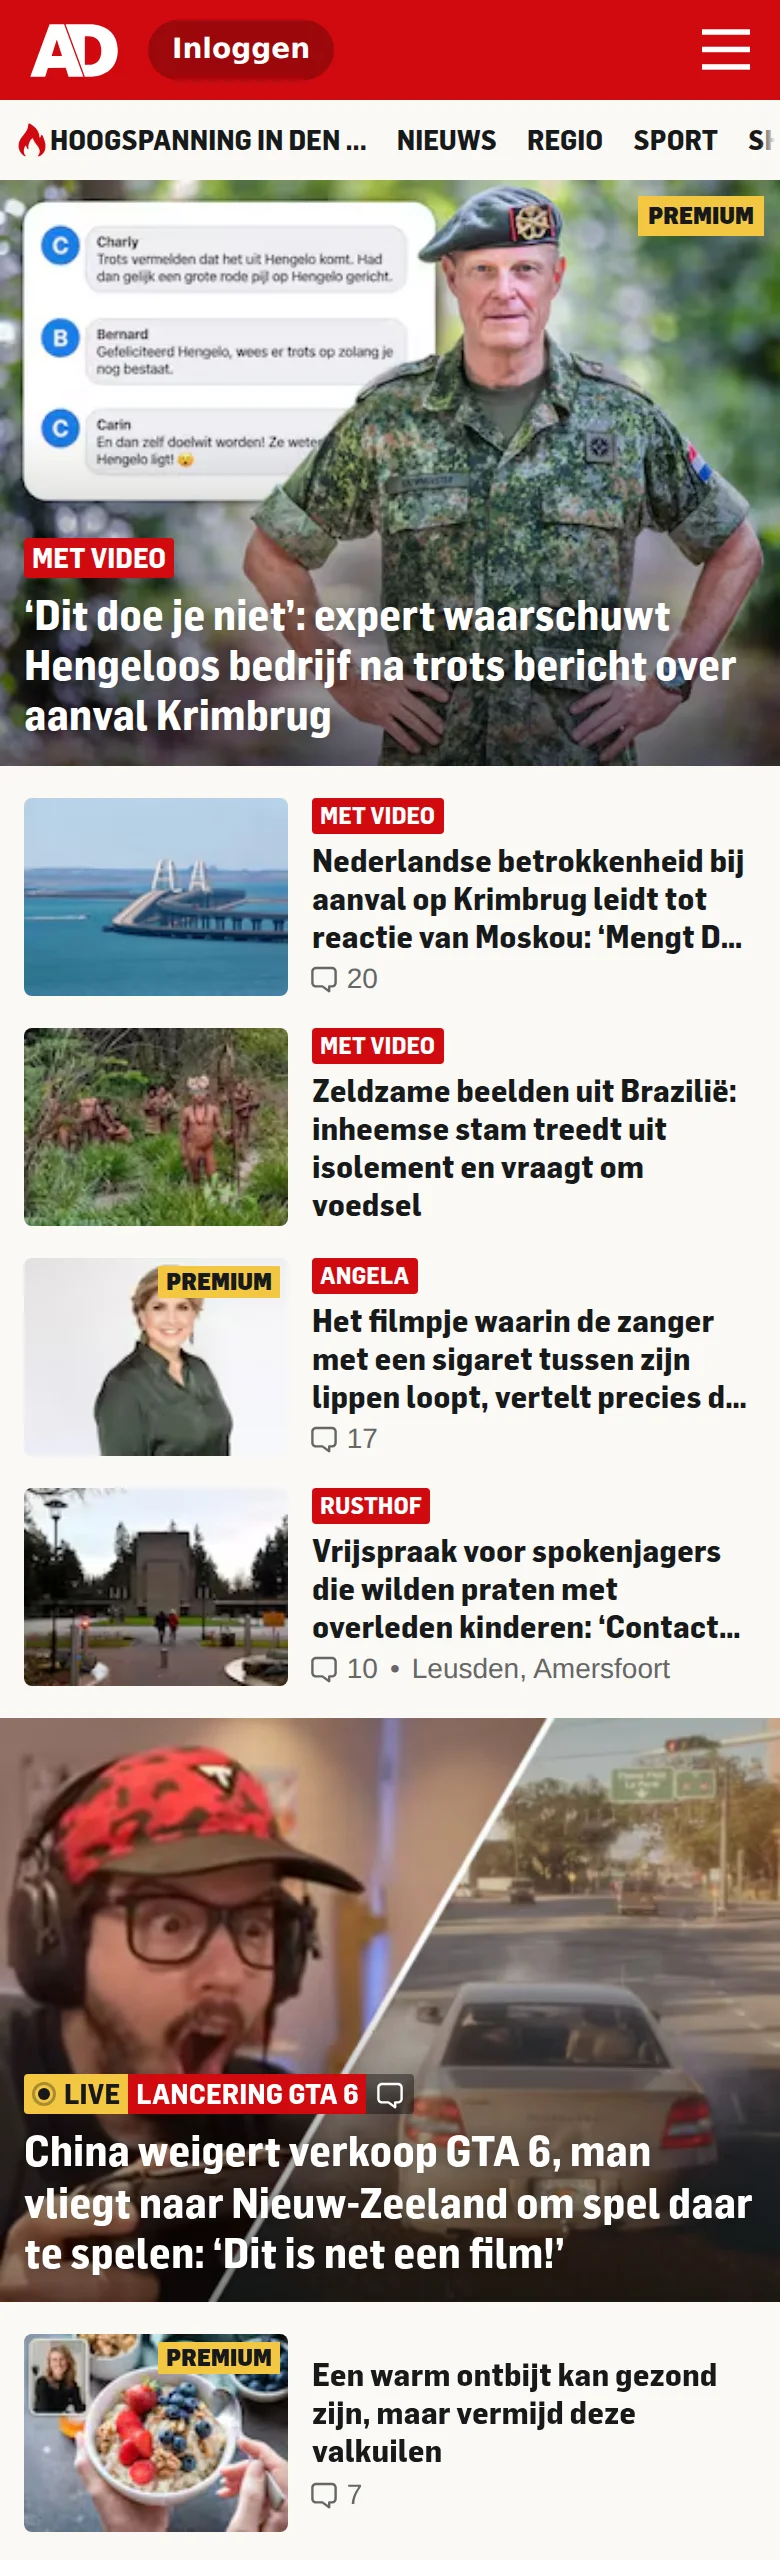 AD
Inloggen
HOOGSPANNING IN DEN ...
NIEUWS
REGIO
SPORT
PREMIUM
Charly
Trots vermelden dat het uit Hengelo komt. Had
dan gelijk een grote rode pijl op Hengelo gericht.
B
Bernard
Gefeliciteerd Hengelo, wees er trots op zolang je
nog bestaat.
C
C
Carin
En dan zelf doelwit worden! Ze weten
Hengelo ligt! 😯
MET VIDEO
‘Dit doe je niet’: expert waarschuwt
Hengeloos bedrijf na trots bericht over
aanval Krimbrug
MET VIDEO
Nederlandse betrokkenheid bij
aanval op Krimbrug leidt tot
reactie van Moskou: ‘Mengt D...
20
MET VIDEO
Zeldzame beelden uit Brazilië:
inheemse stam treedt uit
isolement en vraagt om
voedsel
PREMIUM
ANGELA
Het filmpje waarin de zanger
met een sigaret tussen zijn
lippen loopt, vertelt precies d...
17
RUSTHOF
Vrijspraak voor spokenjagers
die wilden praten met
overleden kinderen: ‘Contact...
10 • Leusden, Amersfoort
LIVE LANCERING GTA 6
China weigert verkoop GTA 6, man
vliegt naar Nieuw-Zeeland om spel daar
te spelen: ‘Dit is net een film!’
PREMIUM
Een warm ontbijt kan gezond
zijn, maar vermijd deze
valkuilen
7